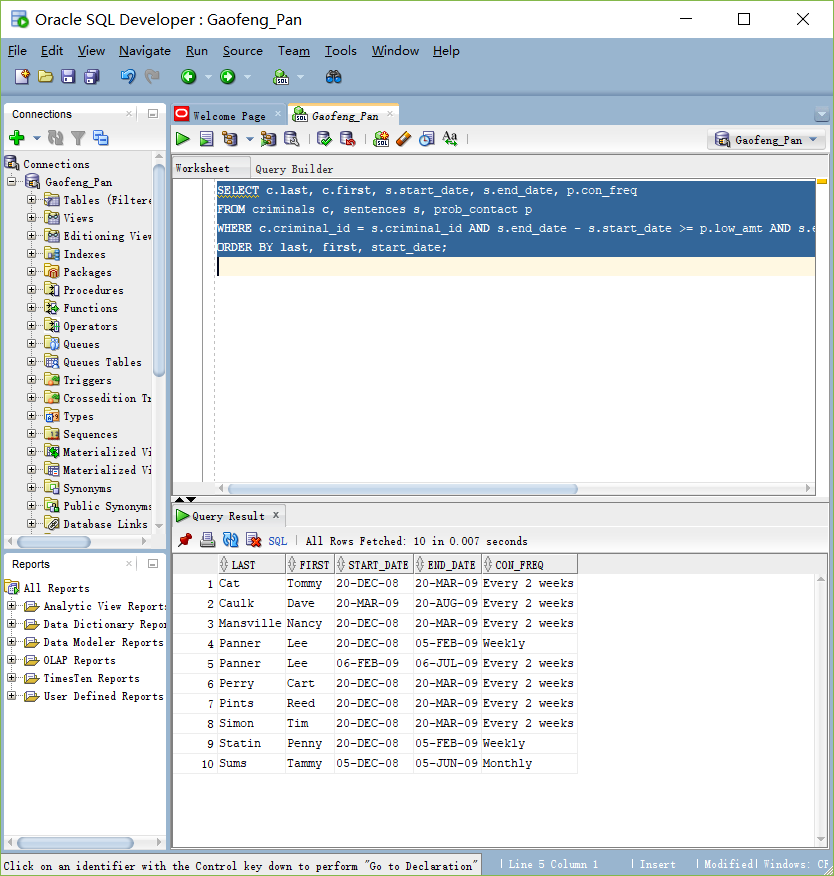 Oracle SQL Developer : Gaofeng_Pan
File Edit View Navigate Run Source Team Tools Window Help
Connections
Welcome Page
Gaofeng_Pan
Gaofeng_Pan
Worksheet Query Builder
Connections
Gaofeng_Pan
Tables (Filtere
Views
Editioning View
Indexes
Packages
Procedures
Functions
Operators
Queues
Queues Tables
Triggers
Crossedition Tr
Types
Sequences
Materialized Vi
Materialized Vi
Synonyms
Public Synonyms
Database Links
SELECT c.last, c.first, s.start_date, s.end_date, p.con_freq
FROM criminals c, sentences s, prob_contact p
WHERE c.criminal_id = s.criminal_id AND s.end_date - s.start_date >= p.low_amt AND s.e
ORDER BY last, first, start_date;
Reports
All Reports
Analytic View Reports
Data Dictionary Repor
Data Modeler Reports
OLAP Reports
TimesTen Reports
User Defined Reports
Query Result
SQL | All Rows Fetched: 10 in 0.007 seconds
LAST FIRST START_DATE END_DATE CON_FREQ
1 Cat Tommy 20-DEC-08 20-MAR-09 Every 2 weeks
2 Caulk Dave 20-MAR-09 20-AUG-09 Every 2 weeks
3 Mansville Nancy 20-DEC-08 20-MAR-09 Every 2 weeks
4 Panner Lee 20-DEC-08 05-FEB-09 Weekly
5 Panner Lee 06-FEB-09 06-JUL-09 Every 2 weeks
6 Perry Cart 20-DEC-08 20-MAR-09 Every 2 weeks
7 Pints Reed 20-DEC-08 20-MAR-09 Every 2 weeks
8 Simon Tim 20-DEC-08 20-MAR-09 Every 2 weeks
9 Statin Penny 20-DEC-08 05-FEB-09 Weekly
10 Sums Tammy 05-DEC-08 05-JUN-09 Monthly
Click on an identifier with the Control key down to perform "Go to Declaration" | Line 5 Column 1 | Insert | Modified | Windows: CR